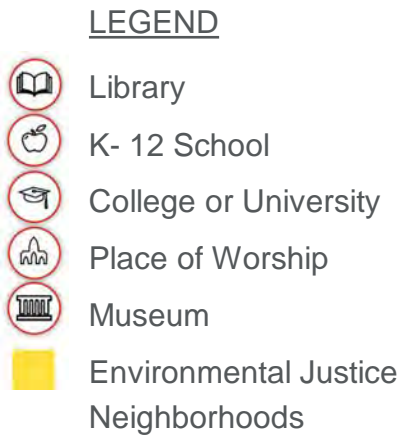 LEGEND
Library
K- 12 School
College or University
Place of Worship
Museum
Environmental Justice
Neighborhoods